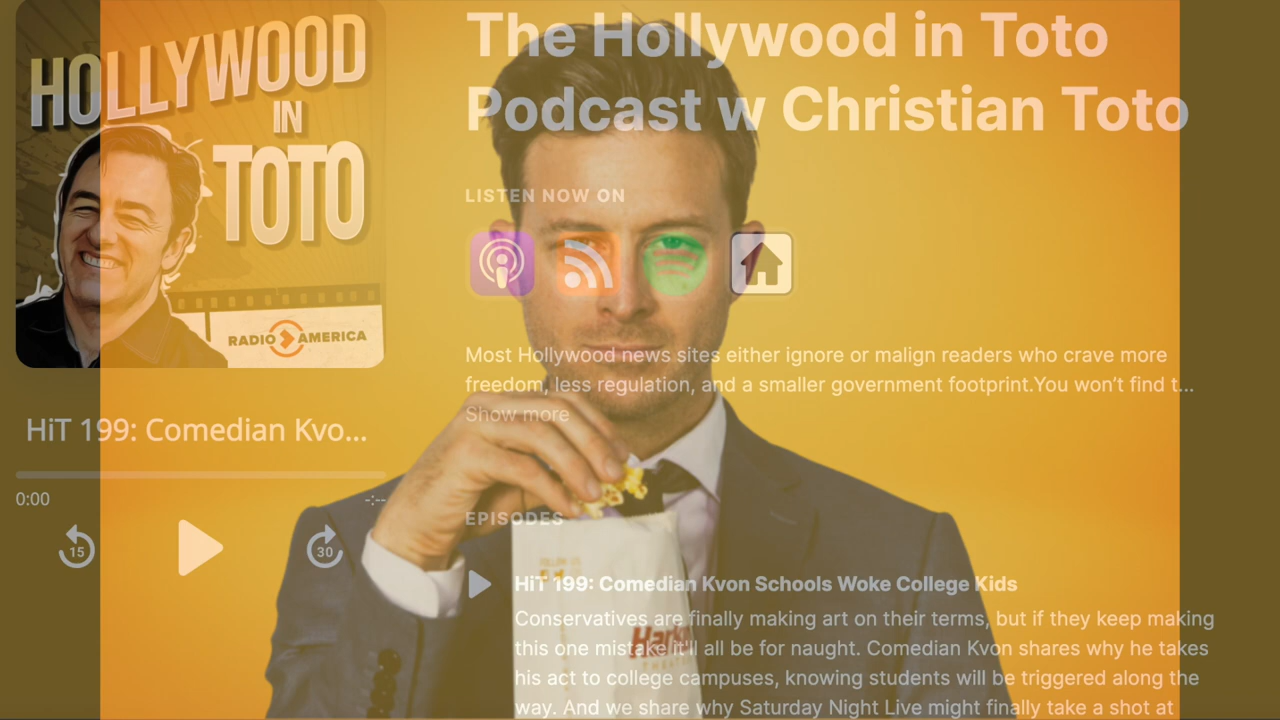 HOLLYWOOD
IN
TOTO
RADIO AMERICA
HiT 199: Comedian Kvo...
0:00
-:--
15
30
The Hollywood in Toto
Podcast w Christian Toto
LISTEN NOW ON
Most Hollywood news sites either ignore or malign readers who crave more
freedom, less regulation, and a smaller government footprint.You won’t find t...
Show more
EPISODES
FOLLOW US
HiT 199: Comedian Kvon Schools Woke College Kids
Conservatives are finally making art on their terms, but if they keep making
this one mistake it'll all be for naught. Comedian Kvon shares why he takes
his act to college campuses, knowing students will be triggered along the
way. And we share why Saturday Night Live might finally take a shot at